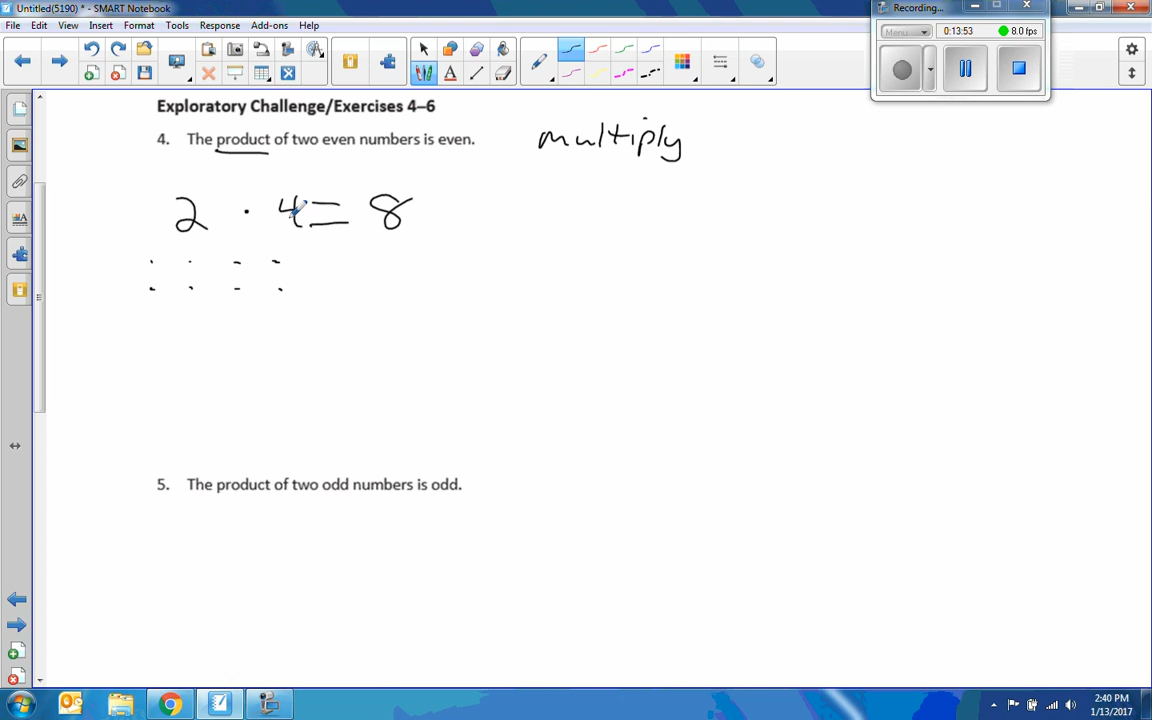 Untitled(5190) * - SMART Notebook
File Edit View Insert Format Tools Response Add-ons Help
Recording...
Menu 0:13:53 8.0 fps
Exploratory Challenge/Exercises 4–6
4. The product of two even numbers is even. multiply
2 · 4 = 8
5. The product of two odd numbers is odd.
2:40 PM
1/13/2017